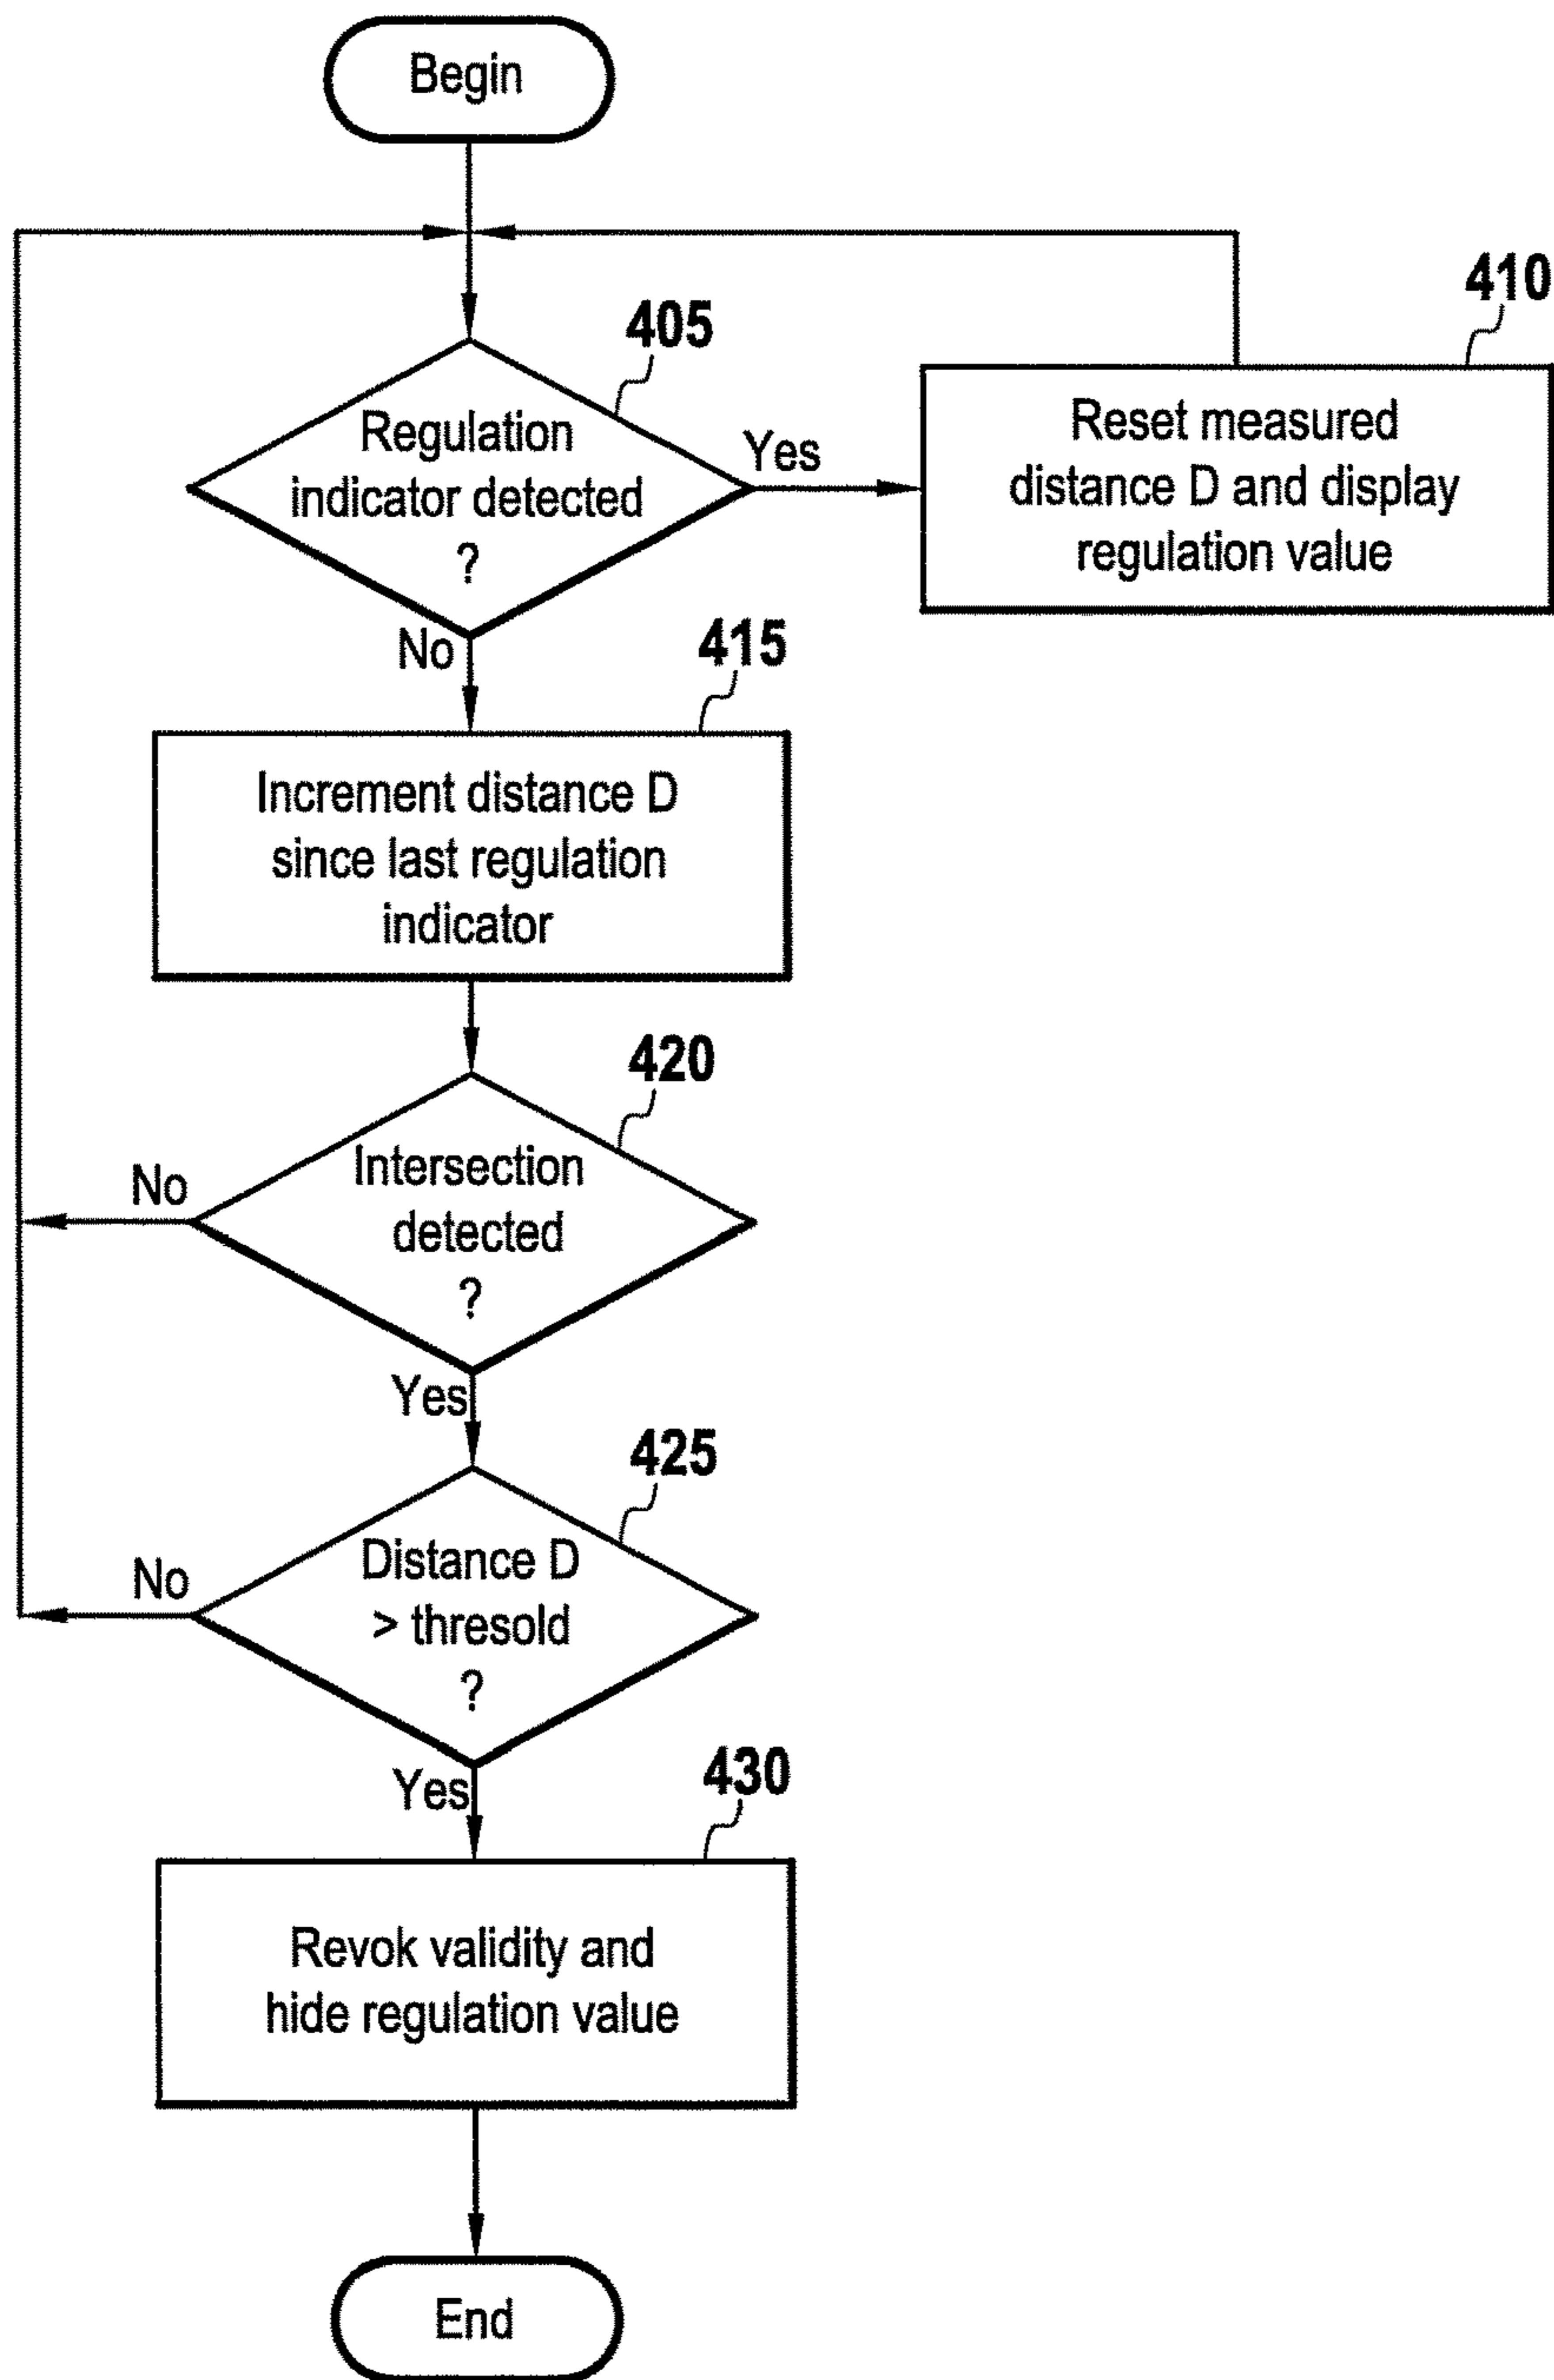 Begin
405
Regulation
indicator detected
?
Yes
No
410
Reset measured
distance D and display
regulation value
415
Increment distance D
since last regulation
indicator
420
Intersection
detected
?
No
Yes
425
Distance D
> thresold
?
No
Yes
430
Revok validity and
hide regulation value
End